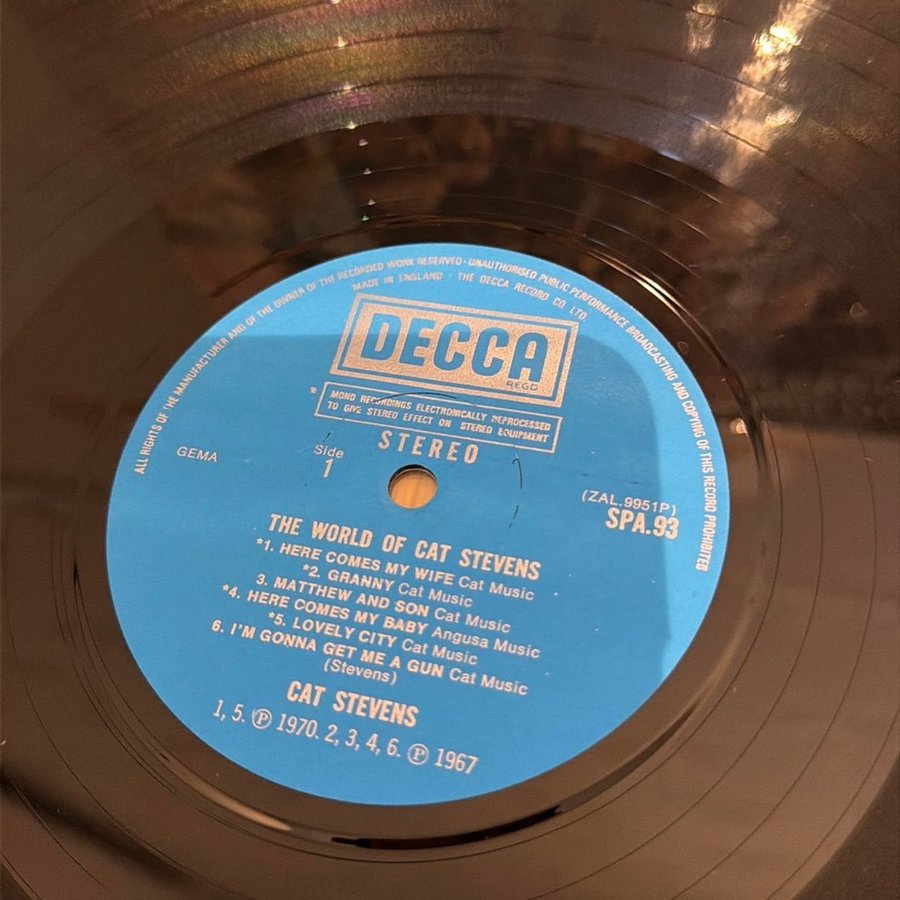 ALL RIGHTS OF THE MANUFACTURER AND OF THE OWNER OF THE RECORDED WORK RESERVED · UNAUTHORISED PUBLIC PERFORMANCE BROADCASTING AND COPYING OF THIS RECORD PROHIBITED
MADE IN ENGLAND · THE DECCA RECORD CO LTD
DECCA
REGD
* MONO RECORDINGS ELECTRONICALLY REPROCESSED
TO GIVE STEREO EFFECT ON STEREO EQUIPMENT
STEREO
GEMA
Side
1
(ZAL.9951P)
SPA.93
THE WORLD OF CAT STEVENS
*1. HERE COMES MY WIFE Cat Music
*2. GRANNY Cat Music
3. MATTHEW AND SON Cat Music
*4. HERE COMES MY BABY Angusa Music
*5. LOVELY CITY Cat Music
6. I'M GONNA GET ME A GUN Cat Music
(Stevens)
CAT STEVENS
1, 5. ℗ 1970. 2, 3, 4, 6. ℗ 1967